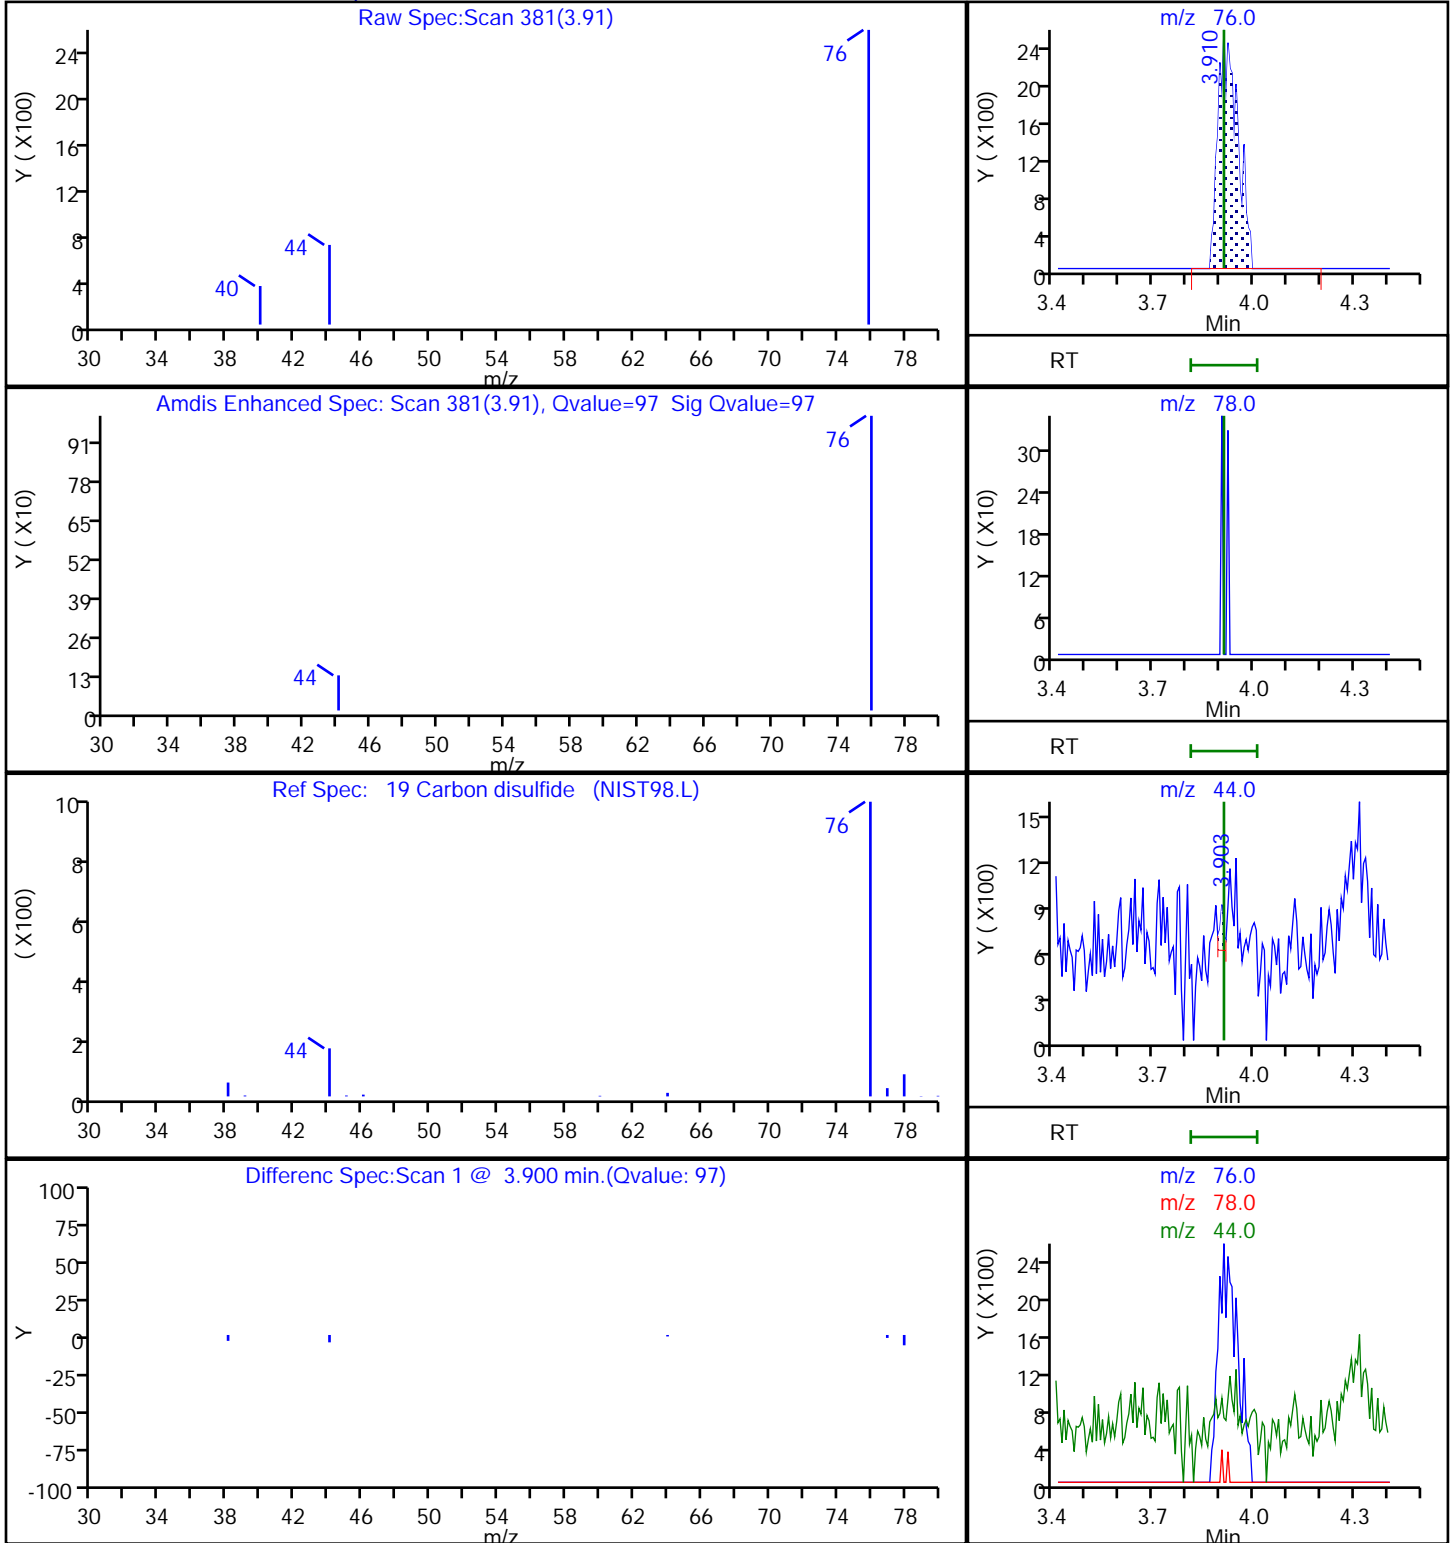 Raw Spec:Scan 381(3.91)
Y ( X100)
24
20
16
12
8
4
0
76
44
40
30 34 38 42 46 50 54 58 62 66 70 74 78
m/z
m/z 76.0
Y ( X100)
24
20
16
12
8
4
0
3.910
3.4 3.7 4.0 4.3
Min
RT
Amdis Enhanced Spec: Scan 381(3.91), Qvalue=97 Sig Qvalue=97
Y ( X10)
91
78
65
52
39
26
13
0
76
44
30 34 38 42 46 50 54 58 62 66 70 74 78
m/z
m/z 78.0
Y ( X10)
30
24
18
12
6
0
3.4 3.7 4.0 4.3
Min
RT
Ref Spec: 19 Carbon disulfide (NIST98.L)
( X100)
10
8
6
4
2
0
76
44
30 34 38 42 46 50 54 58 62 66 70 74 78
m/z 44.0
Y ( X100)
15
12
9
6
3
0
3.903
3.4 3.7 4.0 4.3
Min
RT
Differenc Spec:Scan 1 @ 3.900 min.(Qvalue: 97)
Y
100
75
50
25
0
-25
-50
-75
-100
30 34 38 42 46 50 54 58 62 66 70 74 78
m/z
m/z 76.0
m/z 78.0
m/z 44.0
Y ( X100)
24
20
16
12
8
4
0
3.4 3.7 4.0 4.3
Min